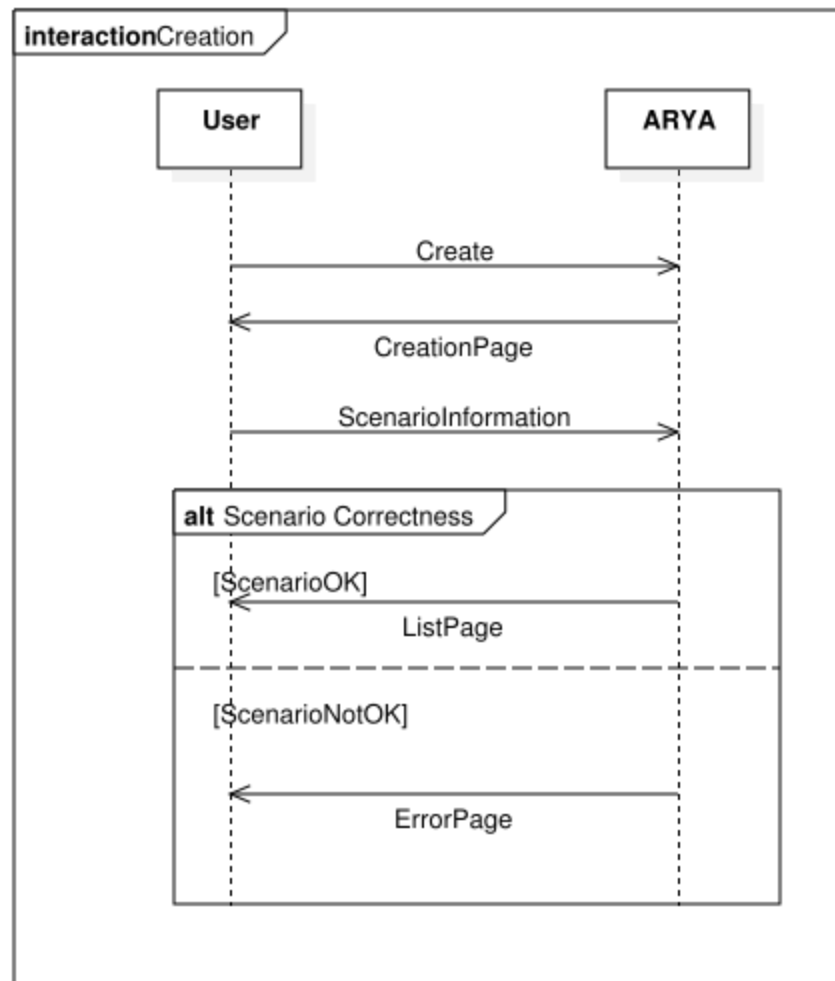 interactionCreation
User
ARYA
Create
CreationPage
ScenarioInformation
alt Scenario Correctness
[ScenarioOK]
ListPage
[ScenarioNotOK]
ErrorPage